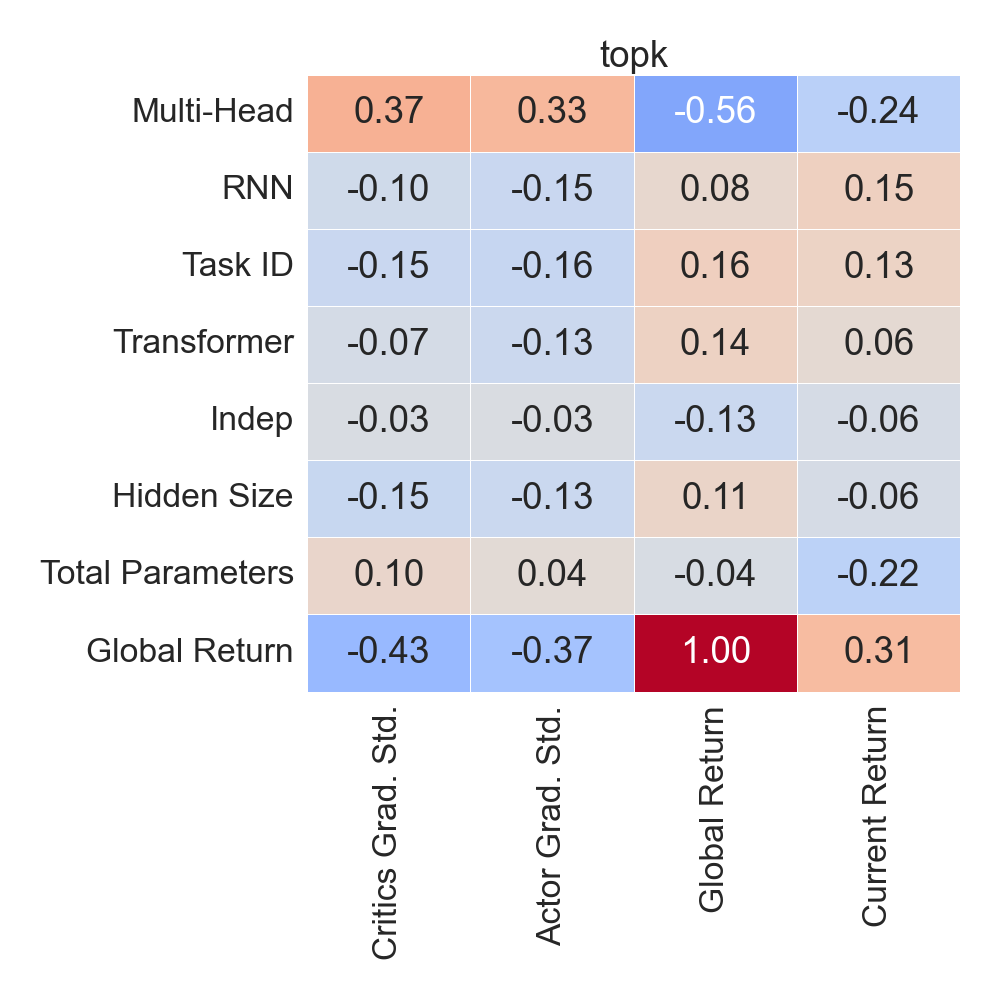 topk
Multi-Head 0.37 0.33 -0.56 -0.24
RNN -0.10 -0.15 0.08 0.15
Task ID -0.15 -0.16 0.16 0.13
Transformer -0.07 -0.13 0.14 0.06
Indep -0.03 -0.03 -0.13 -0.06
Hidden Size -0.15 -0.13 0.11 -0.06
Total Parameters 0.10 0.04 -0.04 -0.22
Global Return -0.43 -0.37 1.00 0.31
Critics Grad. Std.
Actor Grad. Std.
Global Return
Current Return